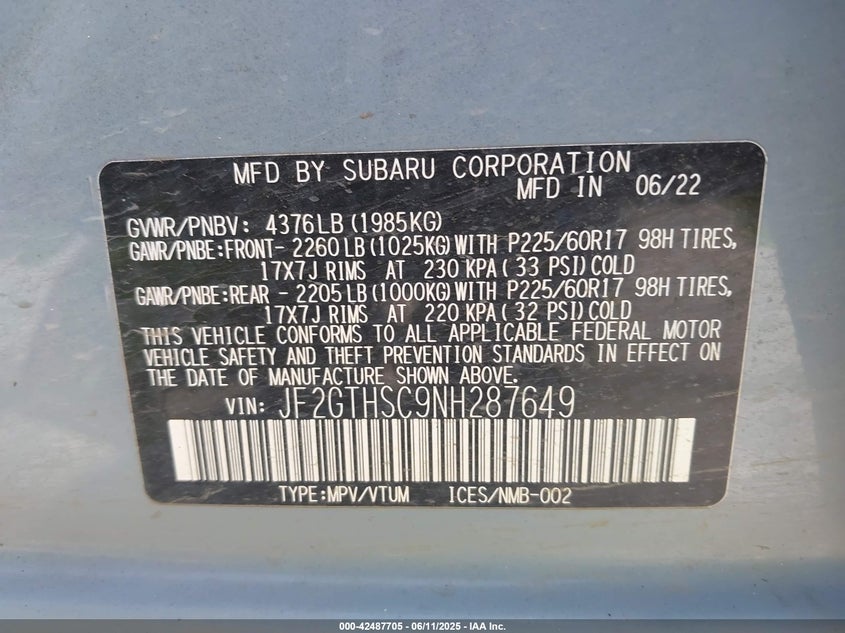 MFD BY SUBARU CORPORATION
MFD IN 06/22
GVWR/PNBV: 4376LB (1985KG)
GAWR/PNBE:FRONT- 2260 LB (1025KG) WITH P225/60R17 98H TIRES,
17X7J RIMS AT 230 KPA ( 33 PSI) COLD
GAWR/PNBE:REAR - 2205 LB (1000KG) WITH P225/60R17 98H TIRES,
17X7J RIMS AT 220 KPA ( 32 PSI) COLD
THIS VEHICLE CONFORMS TO ALL APPLICABLE FEDERAL MOTOR
VEHICLE SAFETY AND THEFT PREVENTION STANDARDS IN EFFECT ON
THE DATE OF MANUFACTURE SHOWN ABOVE.
VIN: JF2GTHSC9NH287649
TYPE:MPV/VTUM ICES/NMB-002
000-42487705 - 06/11/2025 - IAA Inc.